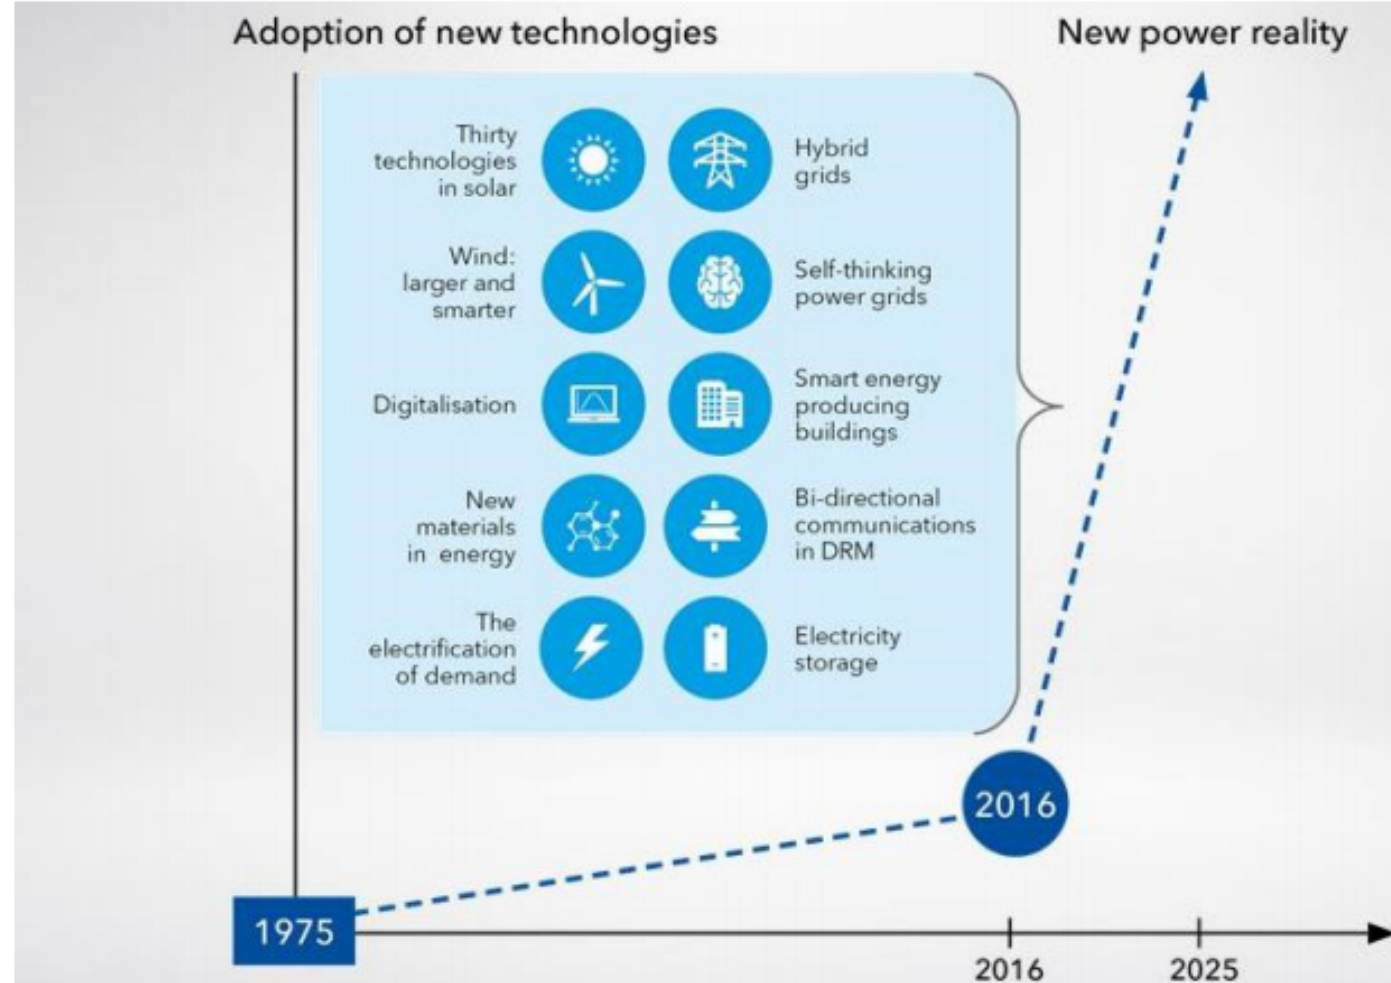 Adoption of new technologies
New power reality
Thirty
technologies
in solar
Hybrid
grids
Wind:
larger and
smarter
Self-thinking
power grids
Digitalisation
Smart energy
producing
buildings
New
materials
in energy
Bi-directional
communications
in DRM
The
electrification
of demand
Electricity
storage
2016
1975
2016
2025